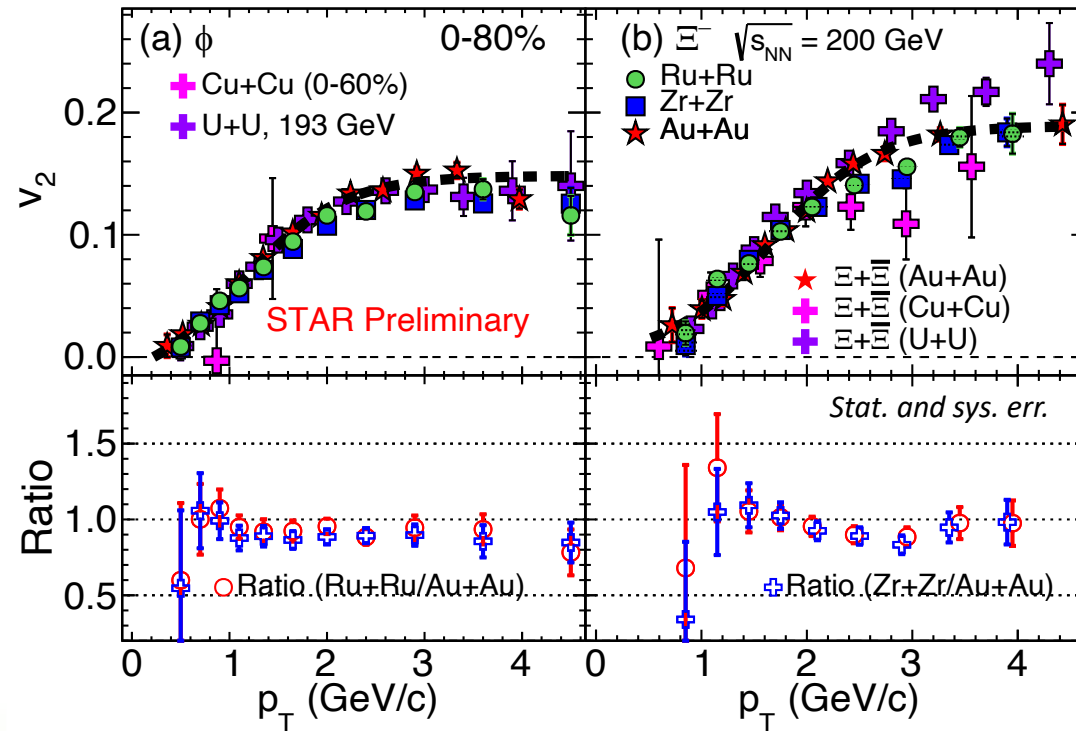 (a) ϕ 0-80%
Cu+Cu (0-60%)
U+U, 193 GeV
STAR Preliminary
v₂
0.2
0.1
0.0
(b) Ξ⁻ √sNN = 200 GeV
Ru+Ru
Zr+Zr
Au+Au
Ξ+Ξ̄ (Au+Au)
Ξ+Ξ̄ (Cu+Cu)
Ξ+Ξ̄ (U+U)
Ratio
1.5
1.0
0.5
Ratio (Ru+Ru/Au+Au)
Stat. and sys. err.
Ratio (Zr+Zr/Au+Au)
0 1 2 3 4
0 1 2 3 4
p_T (GeV/c)
p_T (GeV/c)